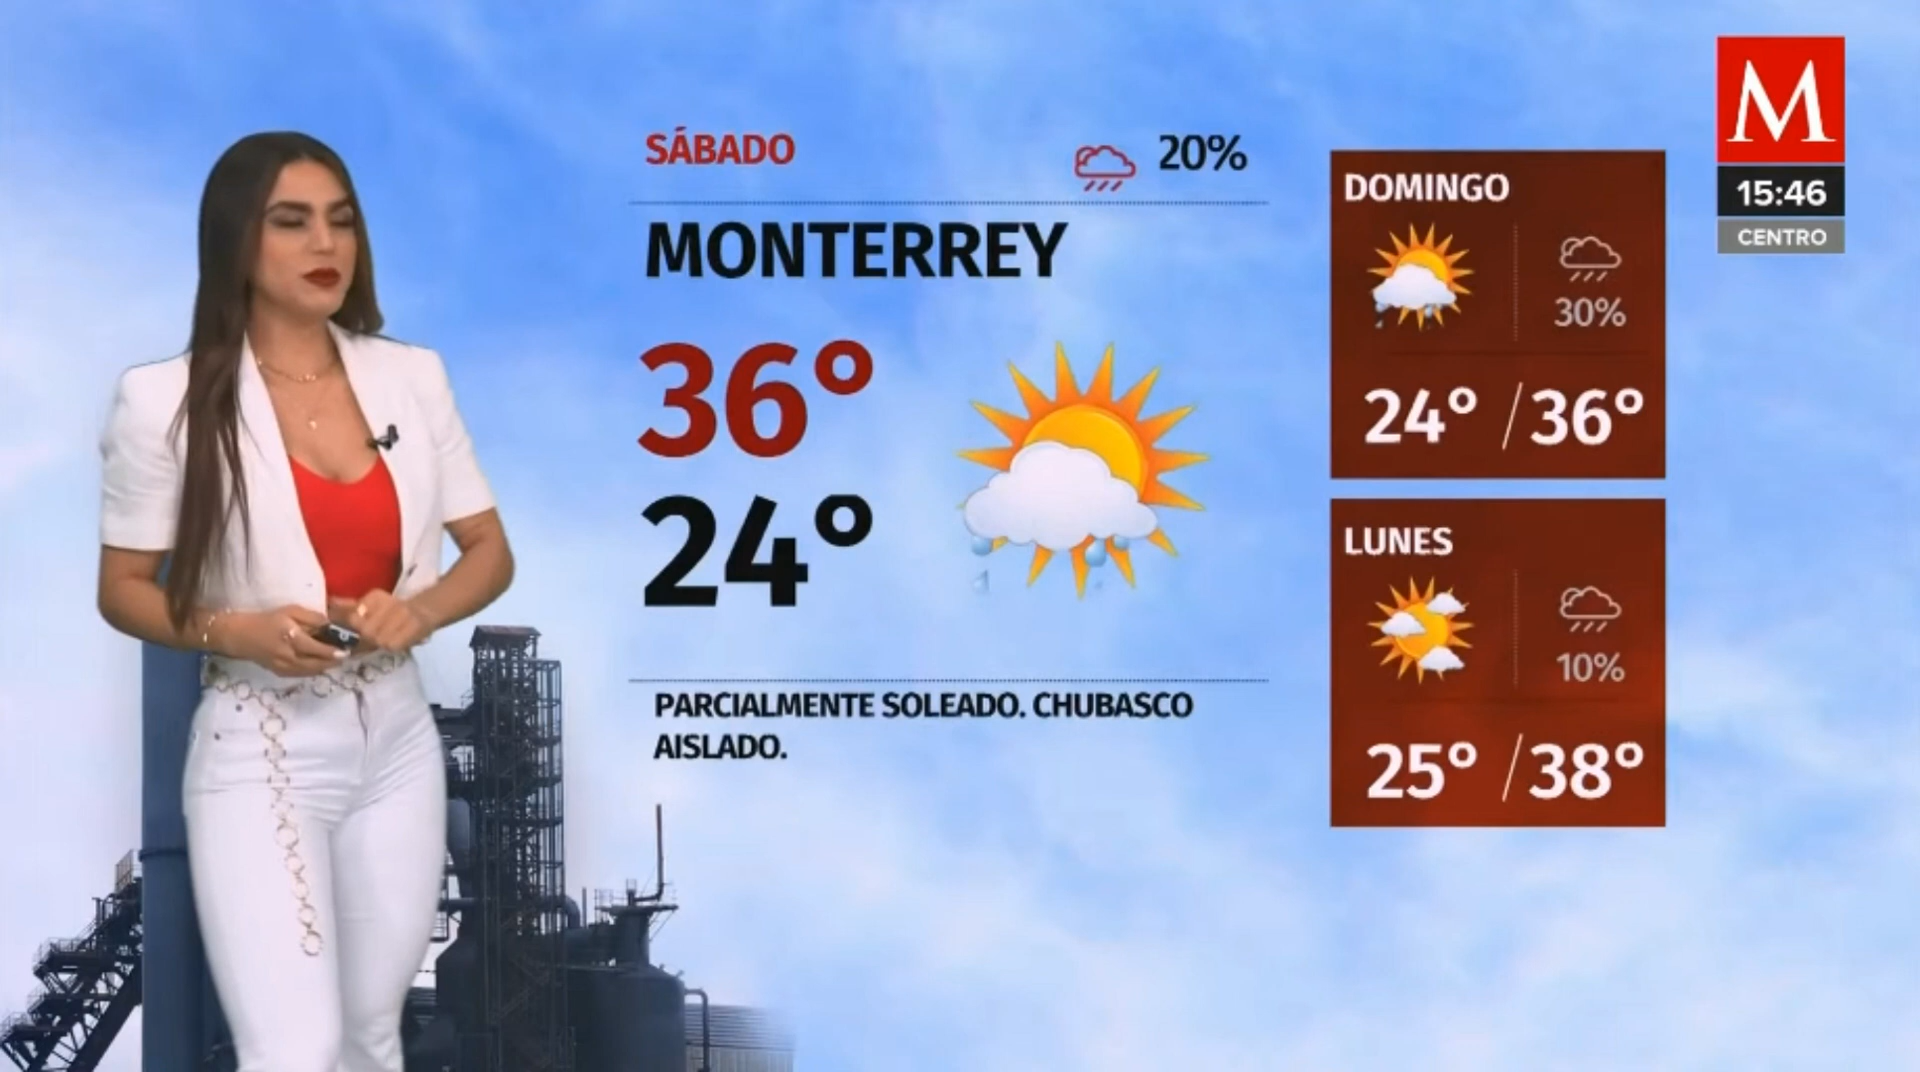 SÁBADO
20%
MONTERREY
36°
24°
PARCIALMENTE SOLEADO. CHUBASCO
AISLADO.
DOMINGO
30%
24° /36°
LUNES
10%
25° /38°
M
15:46
CENTRO